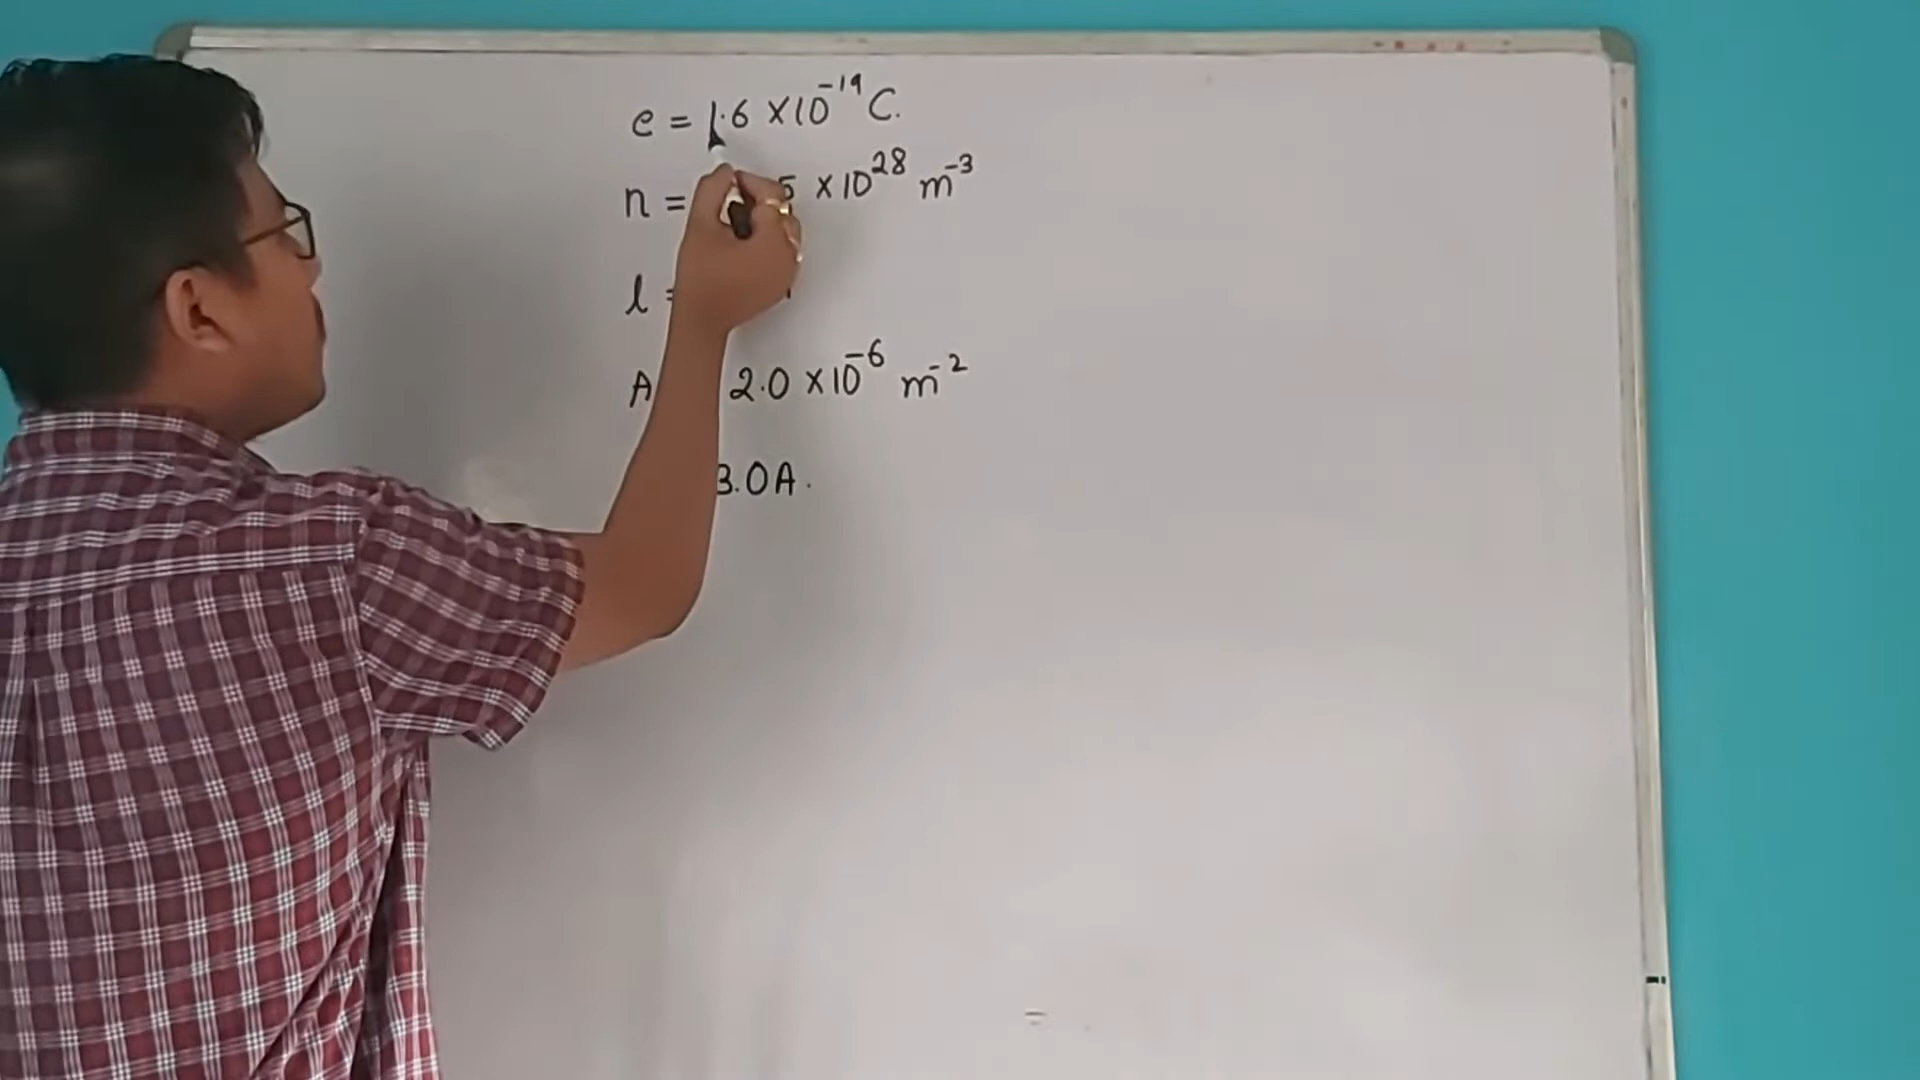 e = 1.6 ×10⁻¹⁹ C.
n = 5 ×10²⁸ m⁻³
l =
A 2.0 ×10⁻⁶ m⁻²
3.0A.